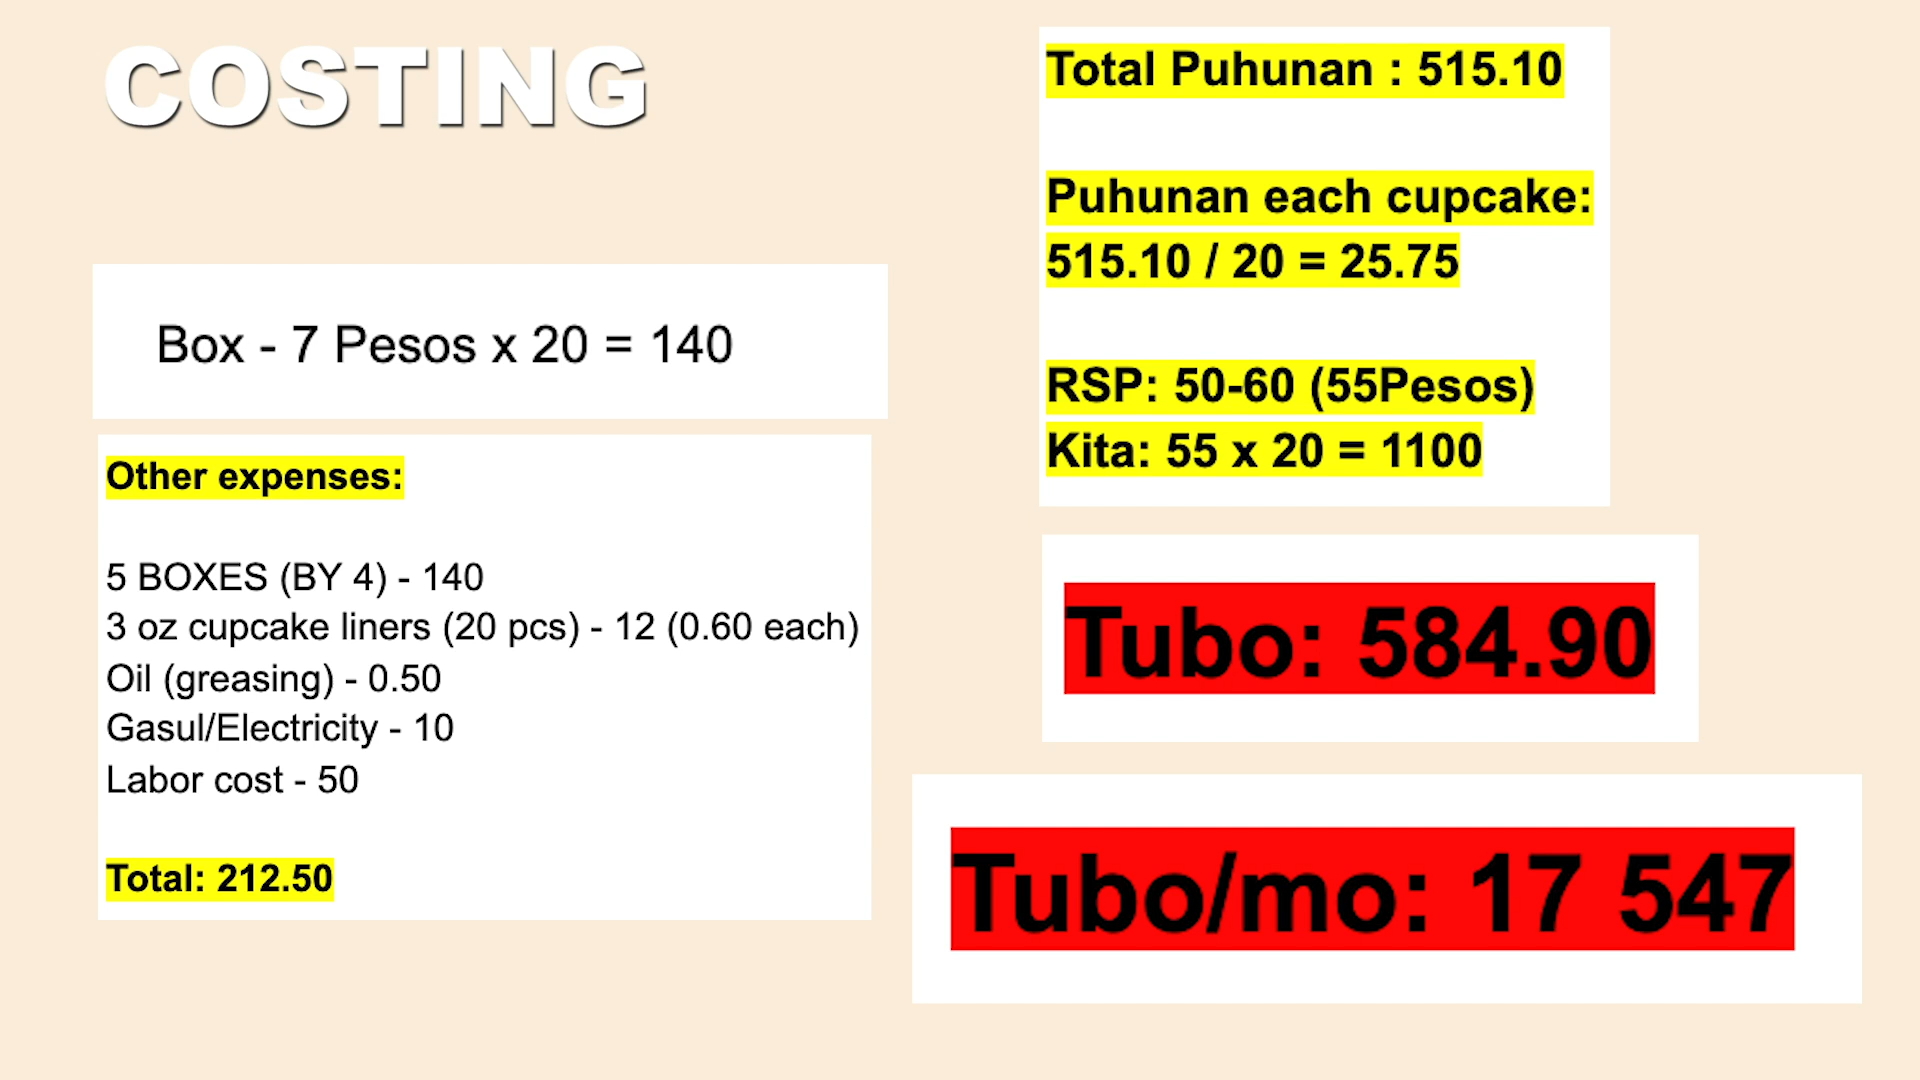 COSTING
Box - 7 Pesos x 20 = 140
Other expenses:
5 BOXES (BY 4) - 140
3 oz cupcake liners (20 pcs) - 12 (0.60 each)
Oil (greasing) - 0.50
Gasul/Electricity - 10
Labor cost - 50
Total: 212.50
Total Puhunan : 515.10
Puhunan each cupcake:
515.10 / 20 = 25.75
RSP: 50-60 (55Pesos)
Kita: 55 x 20 = 1100
Tubo: 584.90
Tubo/mo: 17 547